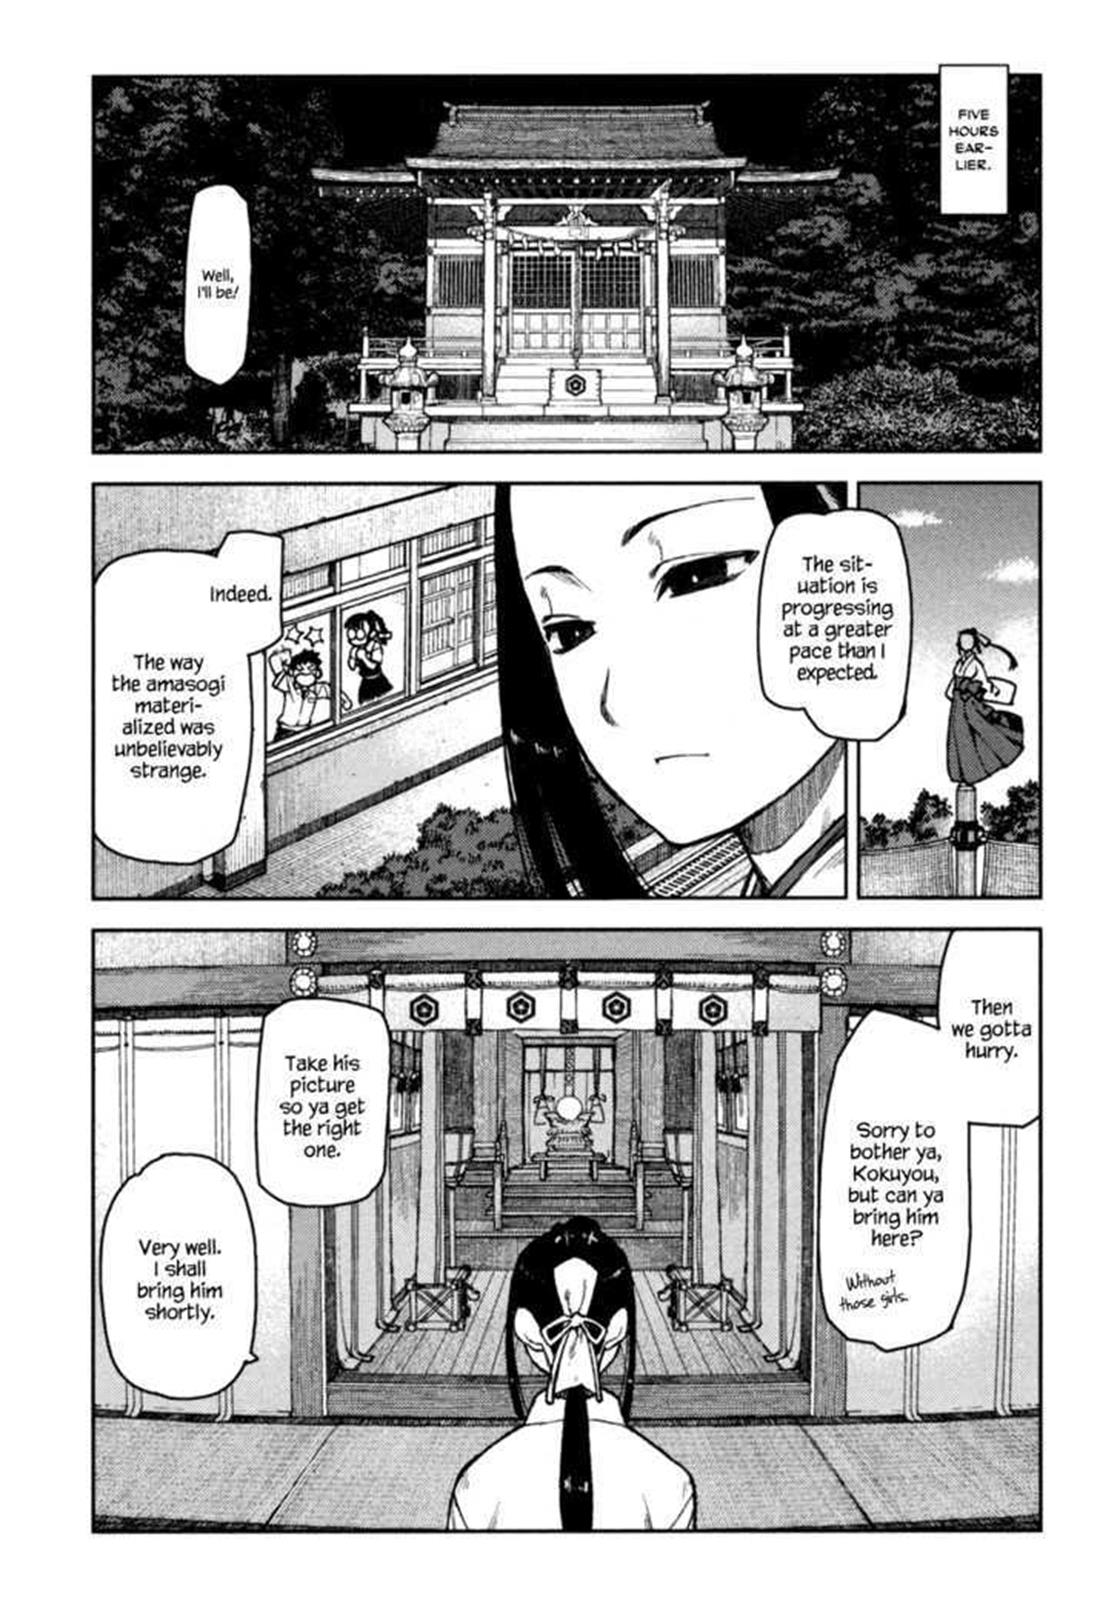 FIVE
HOURS
EAR-
LIER.
Well,
I'll be!
The sit-
uation is
progressing
at a greater
pace than I
expected.
Indeed.
The way
the amasogi
materi-
alized was
unbelievably
strange.
Then
we gotta
hurry.
Sorry to
bother ya,
Kokuyou,
but can ya
bring him
here?
Without
those girls.
Take his
picture
so ya get
the right
one.
Very well.
I shall
bring him
shortly.